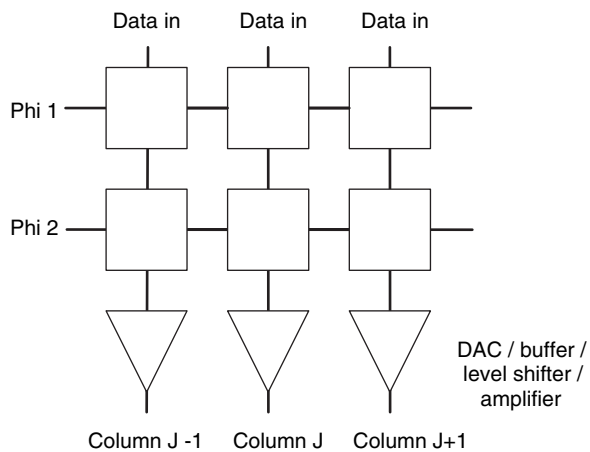 Data in Data in Data in
Phi 1
Phi 2
DAC / buffer /
level shifter /
amplifier
Column J -1 Column J Column J+1